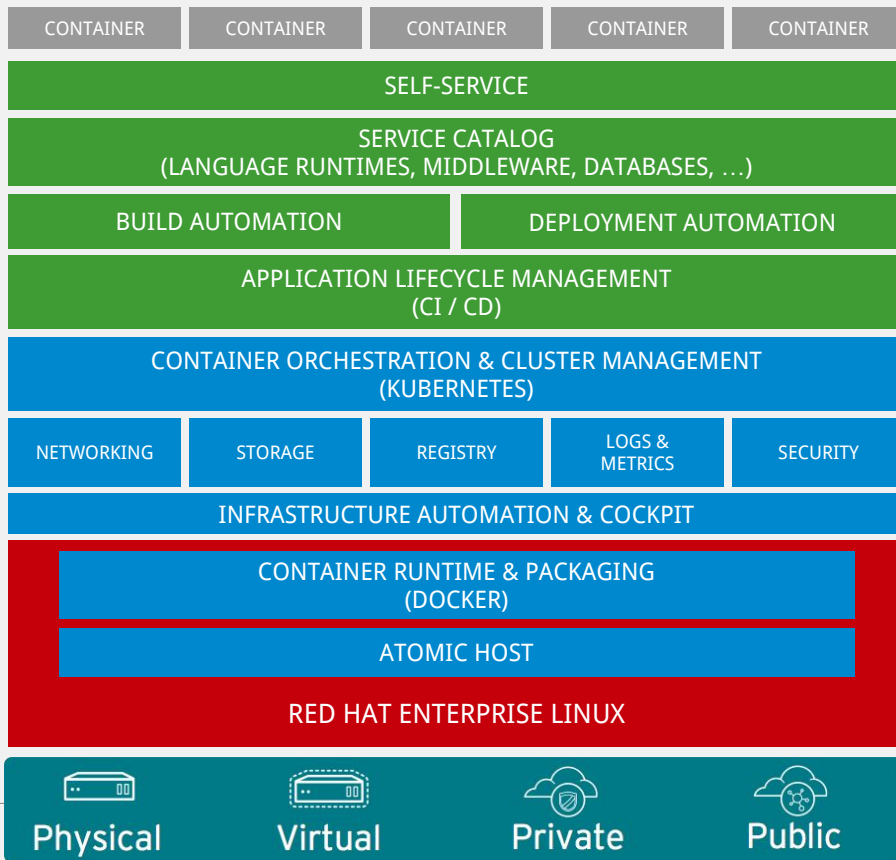 CONTAINER CONTAINER CONTAINER CONTAINER CONTAINER
SELF-SERVICE
SERVICE CATALOG
(LANGUAGE RUNTIMES, MIDDLEWARE, DATABASES, …)
BUILD AUTOMATION DEPLOYMENT AUTOMATION
APPLICATION LIFECYCLE MANAGEMENT
(CI / CD)
CONTAINER ORCHESTRATION & CLUSTER MANAGEMENT
(KUBERNETES)
NETWORKING STORAGE REGISTRY LOGS &
METRICS SECURITY
INFRASTRUCTURE AUTOMATION & COCKPIT
CONTAINER RUNTIME & PACKAGING
(DOCKER)
ATOMIC HOST
RED HAT ENTERPRISE LINUX
Physical Virtual Private Public